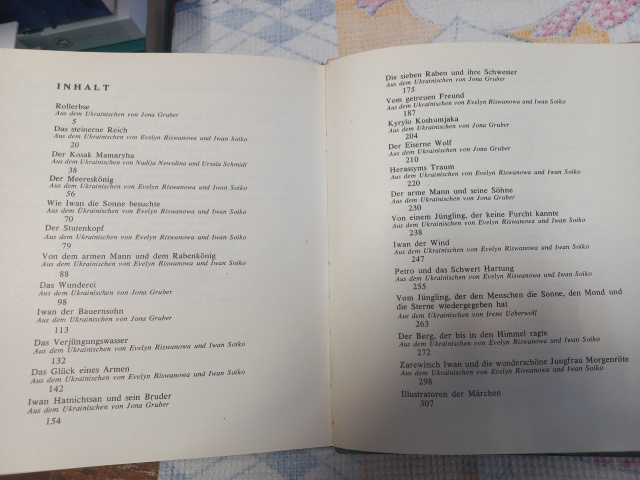 INHALT
Rollerbse
Aus dem Ukrainischen von Jona Gruber
5
Das steinerne Reich
Aus dem Ukrainischen von Evelyn Riswanowa und Iwan Soiko
20
Der Kosak Mamaryha
Aus dem Ukrainischen von Nadija Newolina und Ursula Schmidt
38
Der Meereskönig
Aus dem Ukrainischen von Evelyn Riswanowa und Iwan Soiko
56
Wie Iwan die Sonne besuchte
Aus dem Ukrainischen von Evelyn Riswanowa und Iwan Soiko
70
Der Stutenkopf
Aus dem Ukrainischen von Evelyn Riswanowa und Iwan Soiko
79
Von dem armen Mann und dem Rabenkönig
Aus dem Ukrainischen von Evelyn Riswanowa und Iwan Soiko
88
Das Wunderei
Aus dem Ukrainischen von Jona Gruber
98
Iwan der Bauernsohn
Aus dem Ukrainischen von Jona Gruber
113
Das Verjüngungswasser
Aus dem Ukrainischen von Evelyn Riswanowa und Iwan Soiko
132
Das Glück eines Armen
Aus dem Ukrainischen von Evelyn Riswanowa und Iwan Soiko
142
Iwan Hatnichtsan und sein Bruder
Aus dem Ukrainischen von Jona Gruber
154
Die sieben Raben und ihre Schwester
Aus dem Ukrainischen von Evelyn Riswanowa und Iwan Soiko
175
Vom getreuen Freund
Aus dem Ukrainischen von Evelyn Riswanowa und Iwan Soiko
187
Kyrylo Koshumjaka
Aus dem Ukrainischen von Jona Gruber
204
Der Eiserne Wolf
Aus dem Ukrainischen von Jona Gruber
210
Herassyms Traum
Aus dem Ukrainischen von Evelyn Riswanowa und Iwan Soiko
220
Der arme Mann und seine Söhne
Aus dem Ukrainischen von Jona Gruber
230
Von einem Jüngling, der keine Furcht kannte
Aus dem Ukrainischen von Evelyn Riswanowa und Iwan Soiko
238
Iwan der Wind
Aus dem Ukrainischen von Evelyn Riswanowa und Iwan Soiko
247
Petro und das Schwert Hartung
Aus dem Ukrainischen von Evelyn Riswanowa und Iwan Soiko
255
Vom Jüngling, der den Menschen die Sonne, den Mond und
die Sterne wiedergegeben hat
Aus dem Ukrainischen von Irene Ueberwolf
263
Der Berg, der bis in den Himmel ragte
Aus dem Ukrainischen von Evelyn Riswanowa und Iwan Soiko
272
Zarewitsch Iwan und die wunderschöne Jungfrau Morgenröte
Aus dem Ukrainischen von Evelyn Riswanowa und Iwan Soiko
298
Illustratoren der Märchen
307